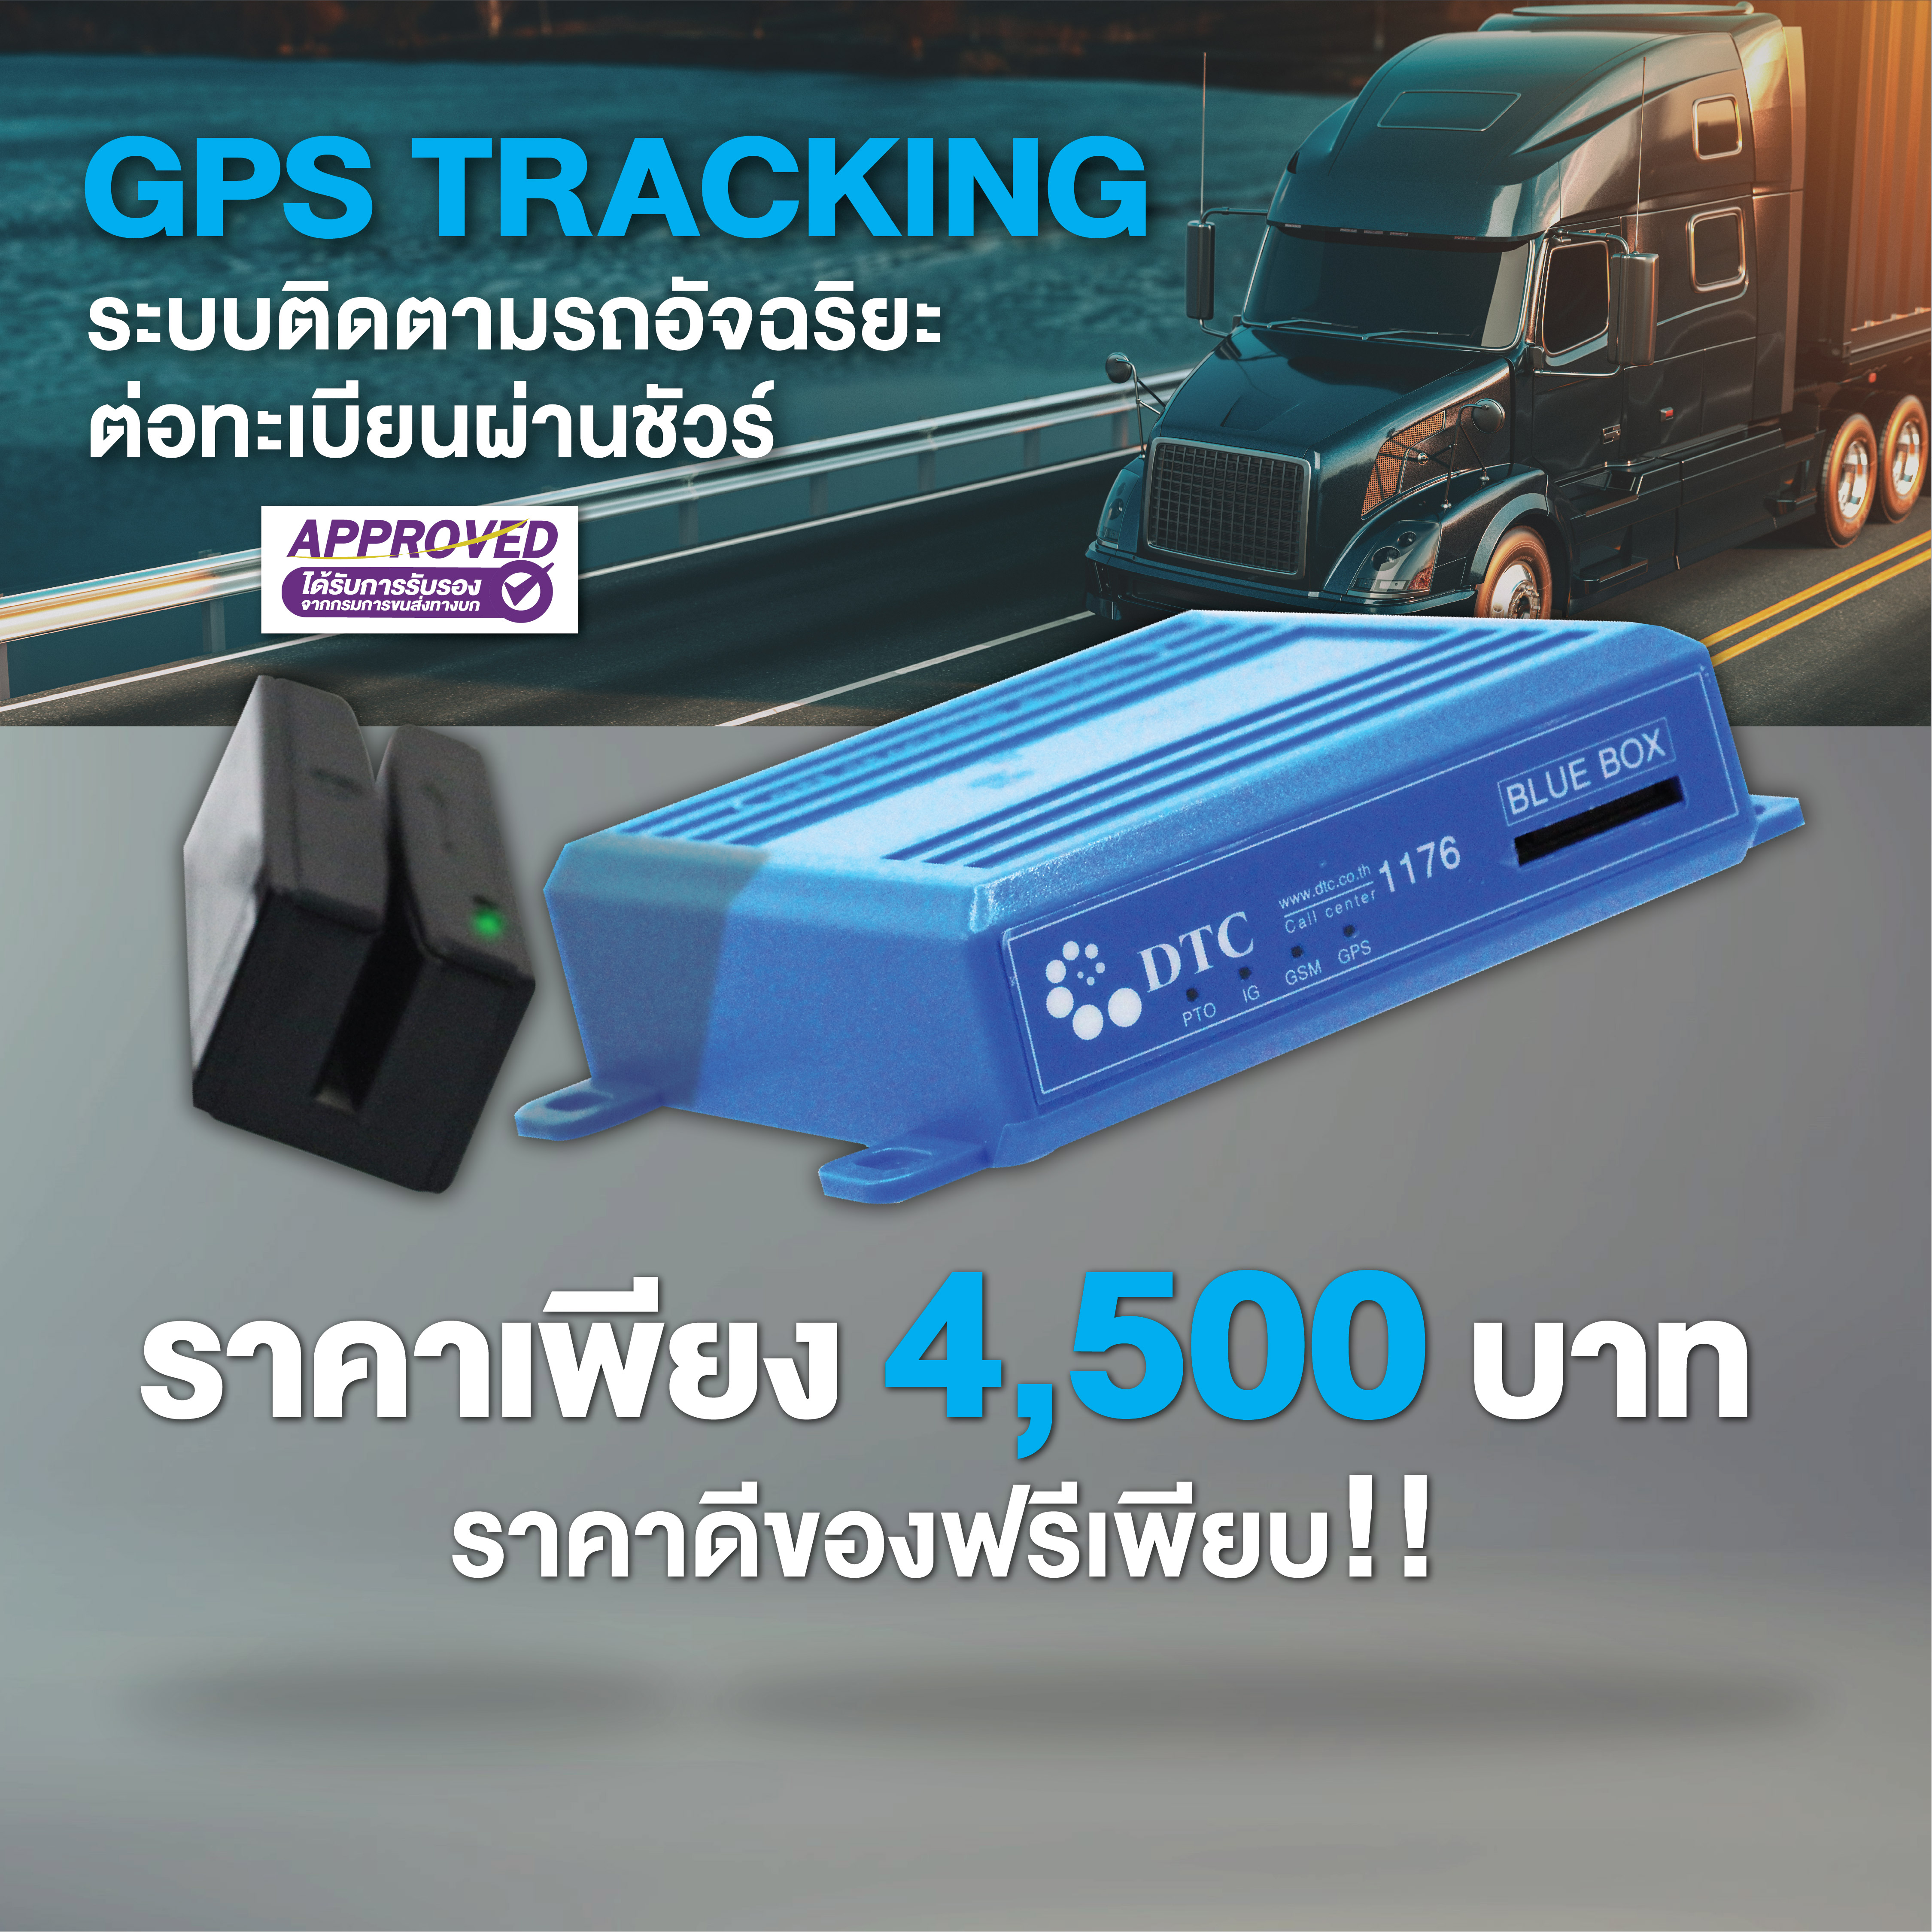 GPS TRACKING
ระบบติดตามรถอัจฉริยะ
ต่อทะเบียนผ่านชัวร์
APPROVED
ได้รับการรับรอง
จากกรมการขนส่งทางบก
BLUE BOX
DTC
www.dtc.co.th
Call center 1176
PTO IG GSM GPS
ราคาเพียง 4,500 บาท
ราคาดีของฟรีเพียบ!!